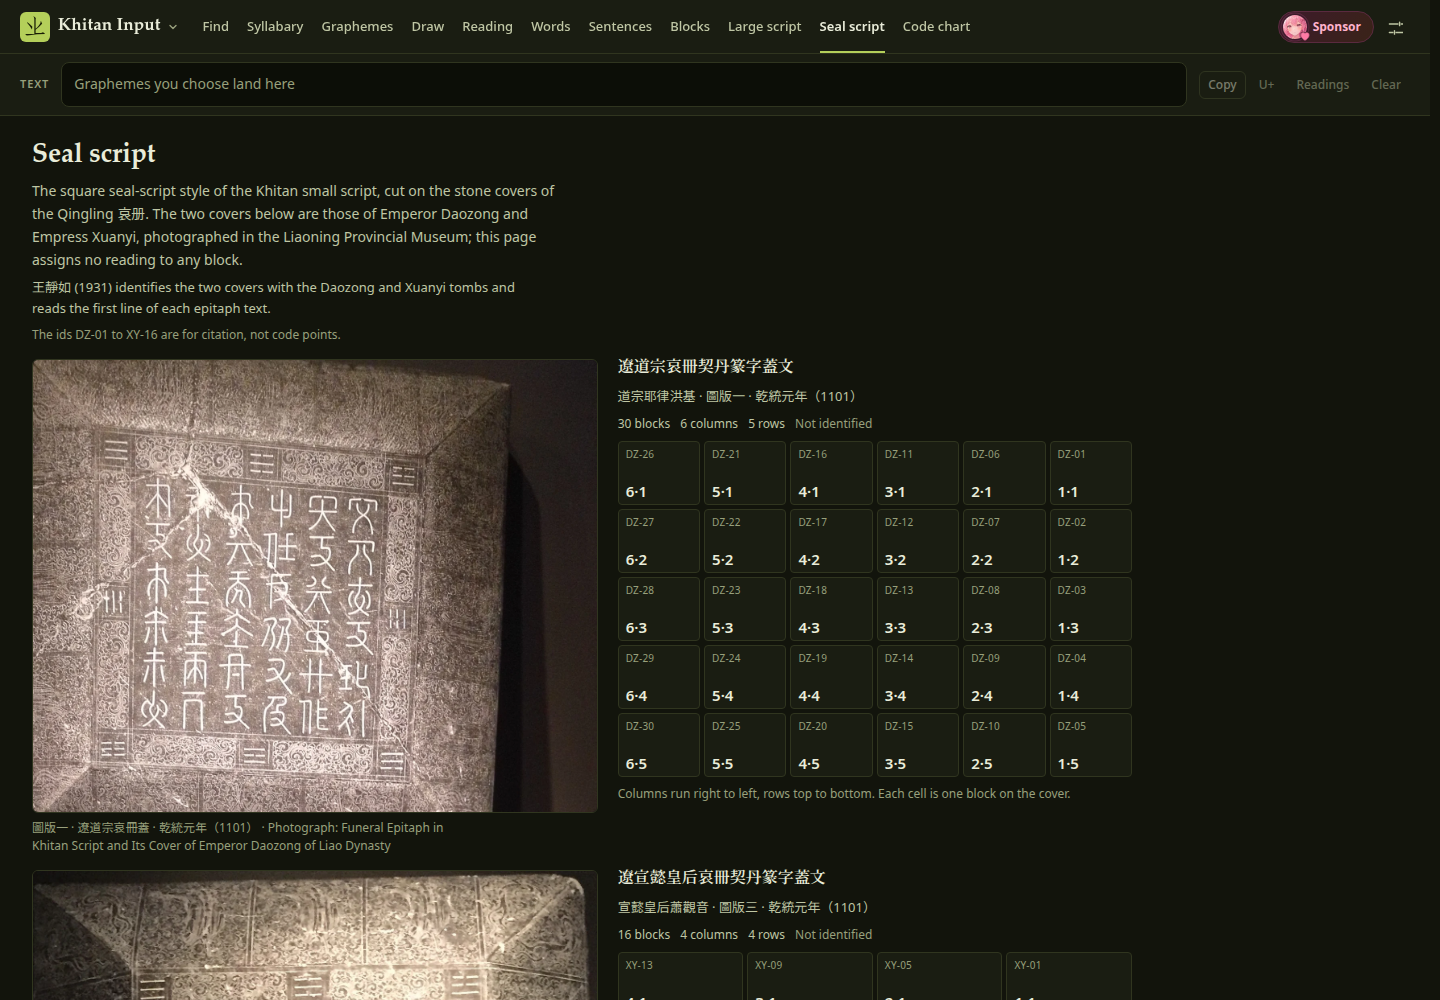 Khitan Input
Find
Syllabary
Graphemes
Draw
Reading
Words
Sentences
Blocks
Large script
Seal script
Code chart
Sponsor
TEXT
Graphemes you choose land here
Copy
U+
Readings
Clear
Seal script
The square seal-script style of the Khitan small script, cut on the stone covers of
the Qingling 哀册. The two covers below are those of Emperor Daozong and
Empress Xuanyi, photographed in the Liaoning Provincial Museum; this page
assigns no reading to any block.
王靜如 (1931) identifies the two covers with the Daozong and Xuanyi tombs and
reads the first line of each epitaph text.
The ids DZ-01 to XY-16 are for citation, not code points.
圖版一 · 遼道宗哀冊蓋 · 乾統元年（1101） · Photograph: Funeral Epitaph in
Khitan Script and Its Cover of Emperor Daozong of Liao Dynasty
遼道宗哀冊契丹篆字蓋文
道宗耶律洪基 · 圖版一 · 乾統元年（1101）
30 blocks 6 columns 5 rows Not identified
DZ-26 DZ-21 DZ-16 DZ-11 DZ-06 DZ-01
6·1 5·1 4·1 3·1 2·1 1·1
DZ-27 DZ-22 DZ-17 DZ-12 DZ-07 DZ-02
6·2 5·2 4·2 3·2 2·2 1·2
DZ-28 DZ-23 DZ-18 DZ-13 DZ-08 DZ-03
6·3 5·3 4·3 3·3 2·3 1·3
DZ-29 DZ-24 DZ-19 DZ-14 DZ-09 DZ-04
6·4 5·4 4·4 3·4 2·4 1·4
DZ-30 DZ-25 DZ-20 DZ-15 DZ-10 DZ-05
6·5 5·5 4·5 3·5 2·5 1·5
Columns run right to left, rows top to bottom. Each cell is one block on the cover.
遼宣懿皇后哀冊契丹篆字蓋文
宣懿皇后蕭觀音 · 圖版三 · 乾統元年（1101）
16 blocks 4 columns 4 rows Not identified
XY-13 XY-09 XY-05 XY-01